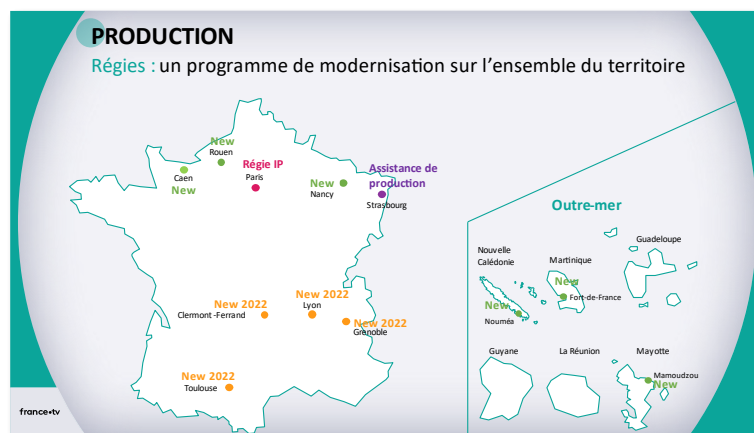 PRODUCTION
Régies : un programme de modernisation sur l'ensemble du territoire
New
Rouen
Caen
New
Régie IP
Paris
New
Nancy
Assistance de
production
Strasbourg
New 2022
Clermont -Ferrand
New 2022
Lyon
New 2022
Grenoble
New 2022
Toulouse
Outre-mer
Nouvelle
Calédonie
New
Nouméa
Martinique
New
Fort-de-France
Guadeloupe
Guyane
La Réunion
Mayotte
Mamoudzou
New
france•tv